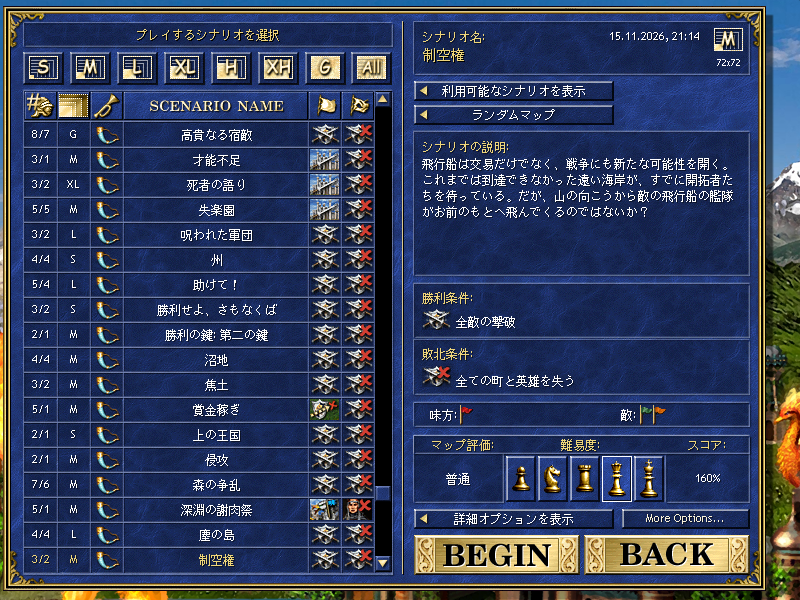 プレイするシナリオを選択
S M L XL H XH G All
SCENARIO NAME
8/7 G 高貴なる宿敵
3/1 M 才能不足
3/2 XL 死者の語り
5/5 M 失楽園
3/2 L 呪われた軍団
4/4 S 州
5/4 L 助けて！
3/2 S 勝利せよ、さもなくば
2/1 M 勝利の鍵: 第二の鍵
4/4 M 沼地
3/2 M 焦土
5/1 M 賞金稼ぎ
2/1 S 上の王国
2/1 M 侵攻
7/6 M 森の争乱
5/1 M 深淵の謝肉祭
4/4 L 塵の島
3/2 M 制空権
シナリオ名: 15.11.2026, 21:14 M
制空権
72x72
利用可能なシナリオを表示
ランダムマップ
シナリオの説明:
飛行船は交易だけでなく、戦争にも新たな可能性を開く。
これまでは到達できなかった遠い海岸が、すでに開拓者た
ちを待っている。だが、山の向こうから敵の飛行船の艦隊
がお前のもとへ飛んでくるのではないか？
勝利条件:
全敵の撃破
敗北条件:
全ての町と英雄を失う
味方: 敵:
マップ評価: 難易度: スコア:
普通 160%
詳細オプションを表示 More Options...
BEGIN BACK